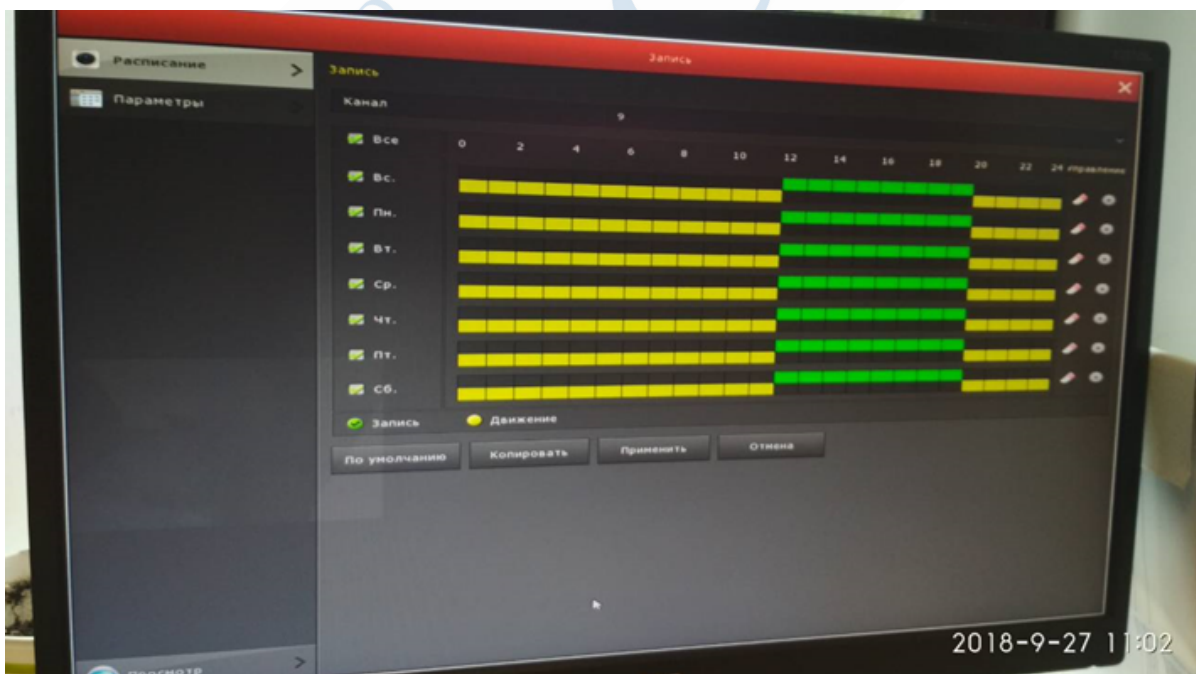 Запись
Расписание >
Параметры
Запись
Канал
9
Все 0 2 4 6 8 10 12 14 16 18 20 22 24
Вс.
Пн.
Вт.
Ср.
Чт.
Пт.
Сб.
Запись Движение
По умолчанию Копировать Применить Отмена
2018-9-27 11:02